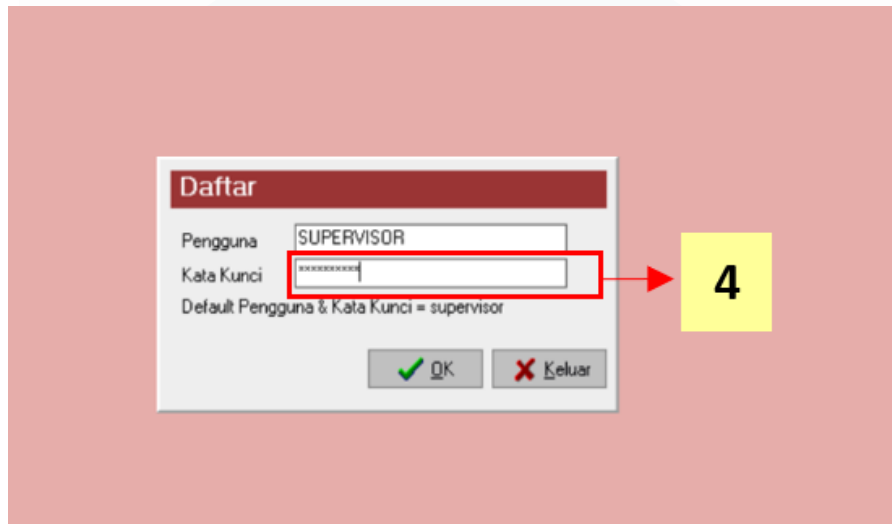 Daftar
Pengguna SUPERVISOR
Kata Kunci **********
4
Default Pengguna & Kata Kunci = supervisor
OK Keluar